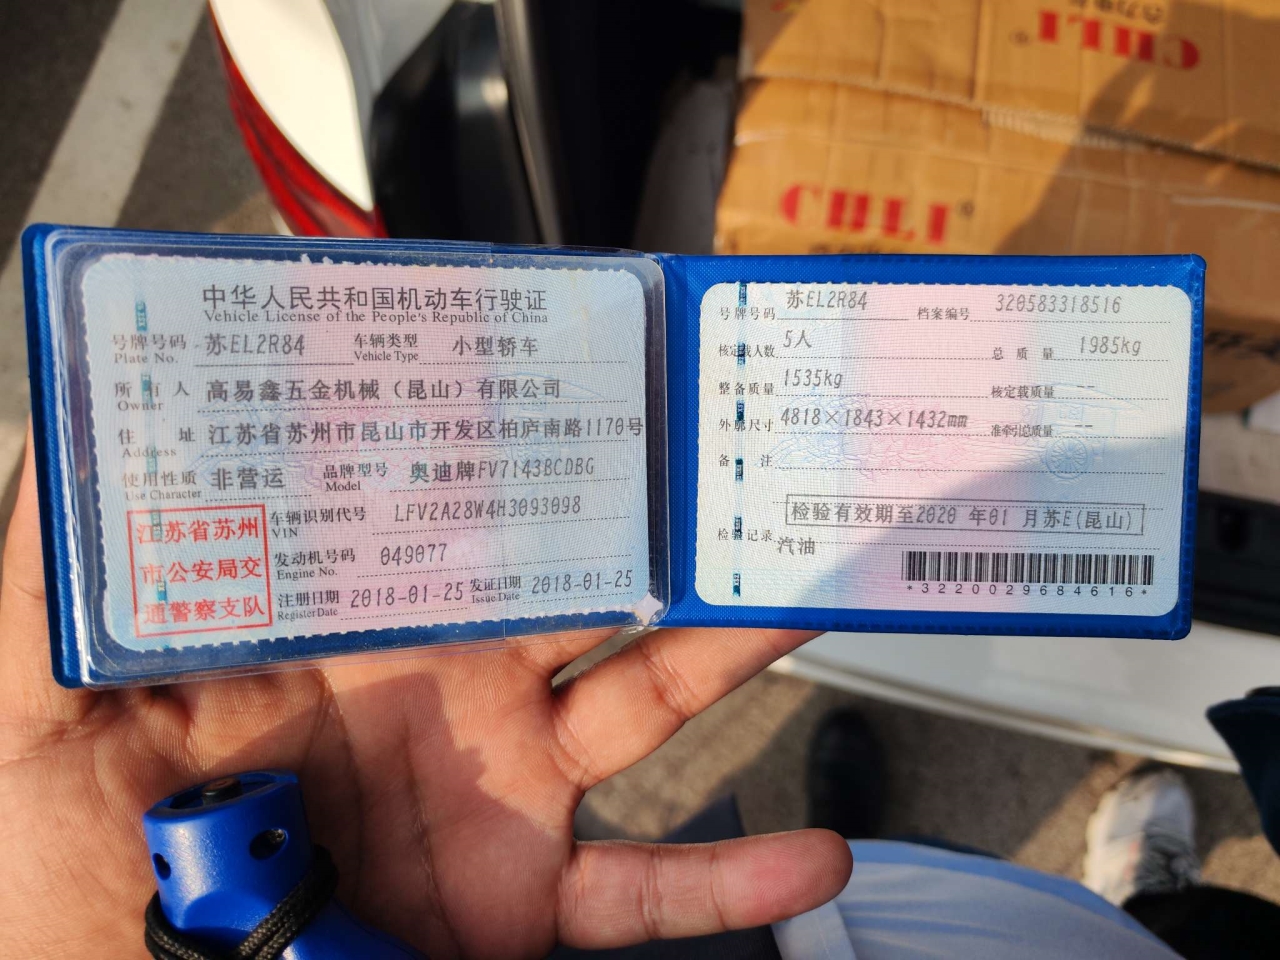 中华人民共和国机动车行驶证
Vehicle License of the People's Republic of China
号牌号码 苏EL2R84 车辆类型 小型轿车
Plate No. Vehicle Type
所有人 高易鑫五金机械（昆山）有限公司
Owner
住址 江苏省苏州市昆山市开发区柏庐南路1170号
Address
使用性质 非营运 品牌型号 奥迪牌FV7143BCDBG
Use Character Model
江苏省苏州
市公安局交
通警察支队
车辆识别代号 LFV2A28W4H3093098
VIN
发动机号码 049077
Engine No.
注册日期 2018-01-25 发证日期 2018-01-25
Register Date Issue Date
号牌号码 苏EL2R84 档案编号 320583318516
核定载人数 5人 总质量 1985kg
整备质量 1535kg 核定载质量 --
外廓尺寸 4818×1843×1432mm 准牵引总质量 --
备注
检验有效期至2020 年01 月苏E(昆山)
检验记录 汽油
*3220029684616*
CHLI®
CHLI®